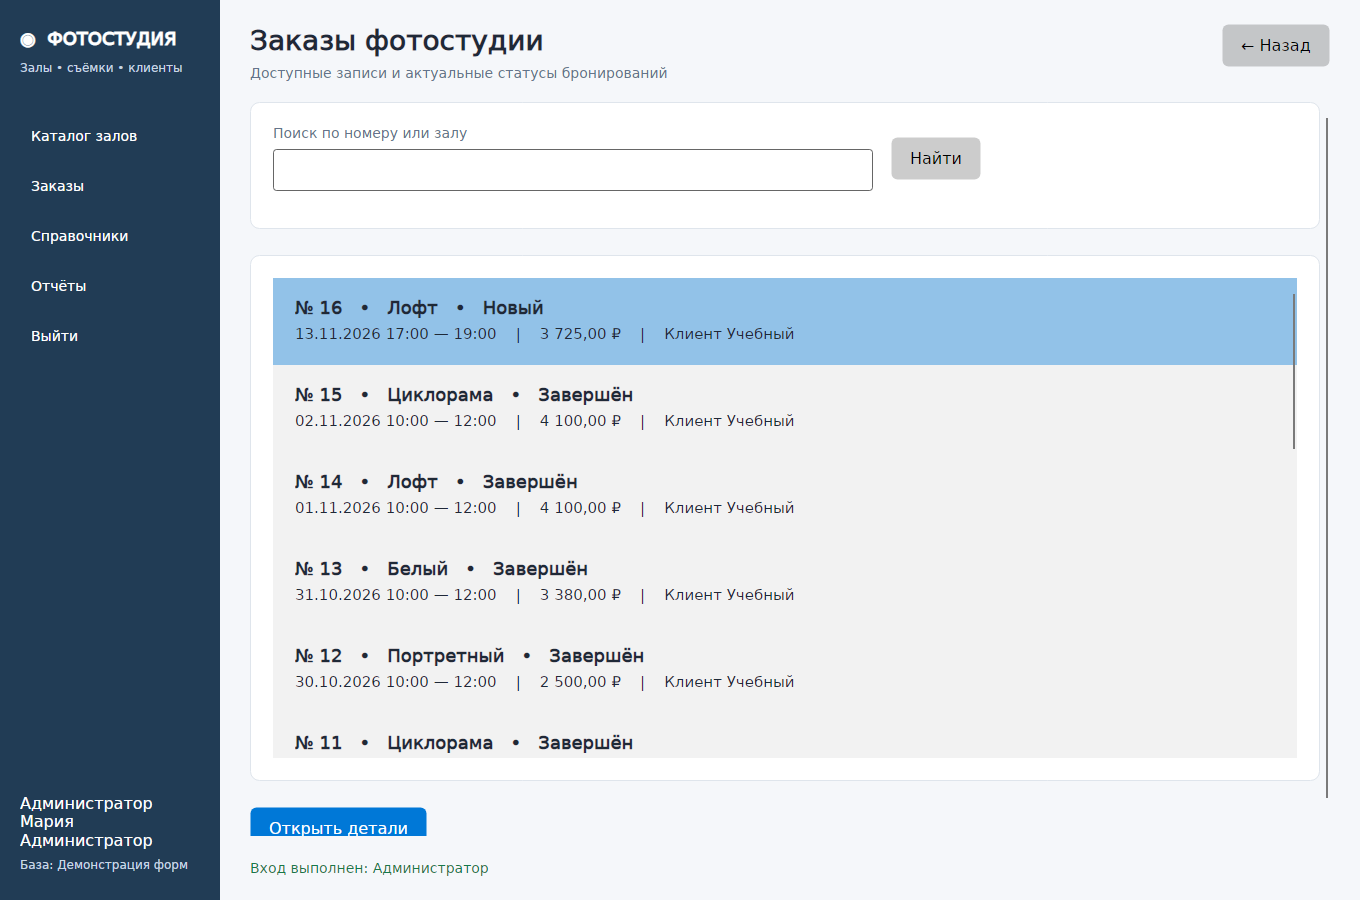 ◉ ФОТОСТУДИЯ
Залы • съёмки • клиенты
Каталог залов
Заказы
Справочники
Отчёты
Выйти
Администратор
Мария
Администратор
База: Демонстрация форм
Заказы фотостудии
Доступные записи и актуальные статусы бронирований
← Назад
Поиск по номеру или залу
Найти
№ 16 • Лофт • Новый
13.11.2026 17:00 — 19:00 | 3 725,00 ₽ | Клиент Учебный
№ 15 • Циклорама • Завершён
02.11.2026 10:00 — 12:00 | 4 100,00 ₽ | Клиент Учебный
№ 14 • Лофт • Завершён
01.11.2026 10:00 — 12:00 | 4 100,00 ₽ | Клиент Учебный
№ 13 • Белый • Завершён
31.10.2026 10:00 — 12:00 | 3 380,00 ₽ | Клиент Учебный
№ 12 • Портретный • Завершён
30.10.2026 10:00 — 12:00 | 2 500,00 ₽ | Клиент Учебный
№ 11 • Циклорама • Завершён
Открыть детали
Вход выполнен: Администратор